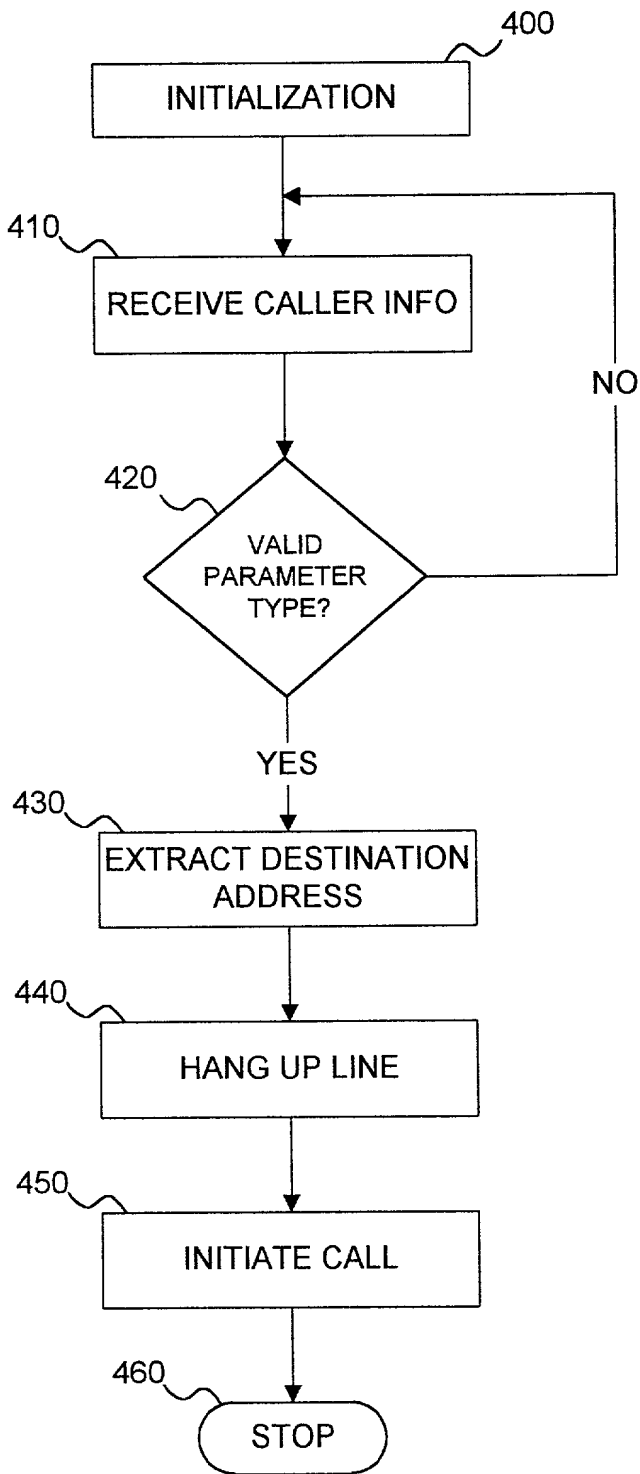 400
INITIALIZATION
410
RECEIVE CALLER INFO
NO
420
VALID
PARAMETER
TYPE?
YES
430
EXTRACT DESTINATION
ADDRESS
440
HANG UP LINE
450
INITIATE CALL
460
STOP